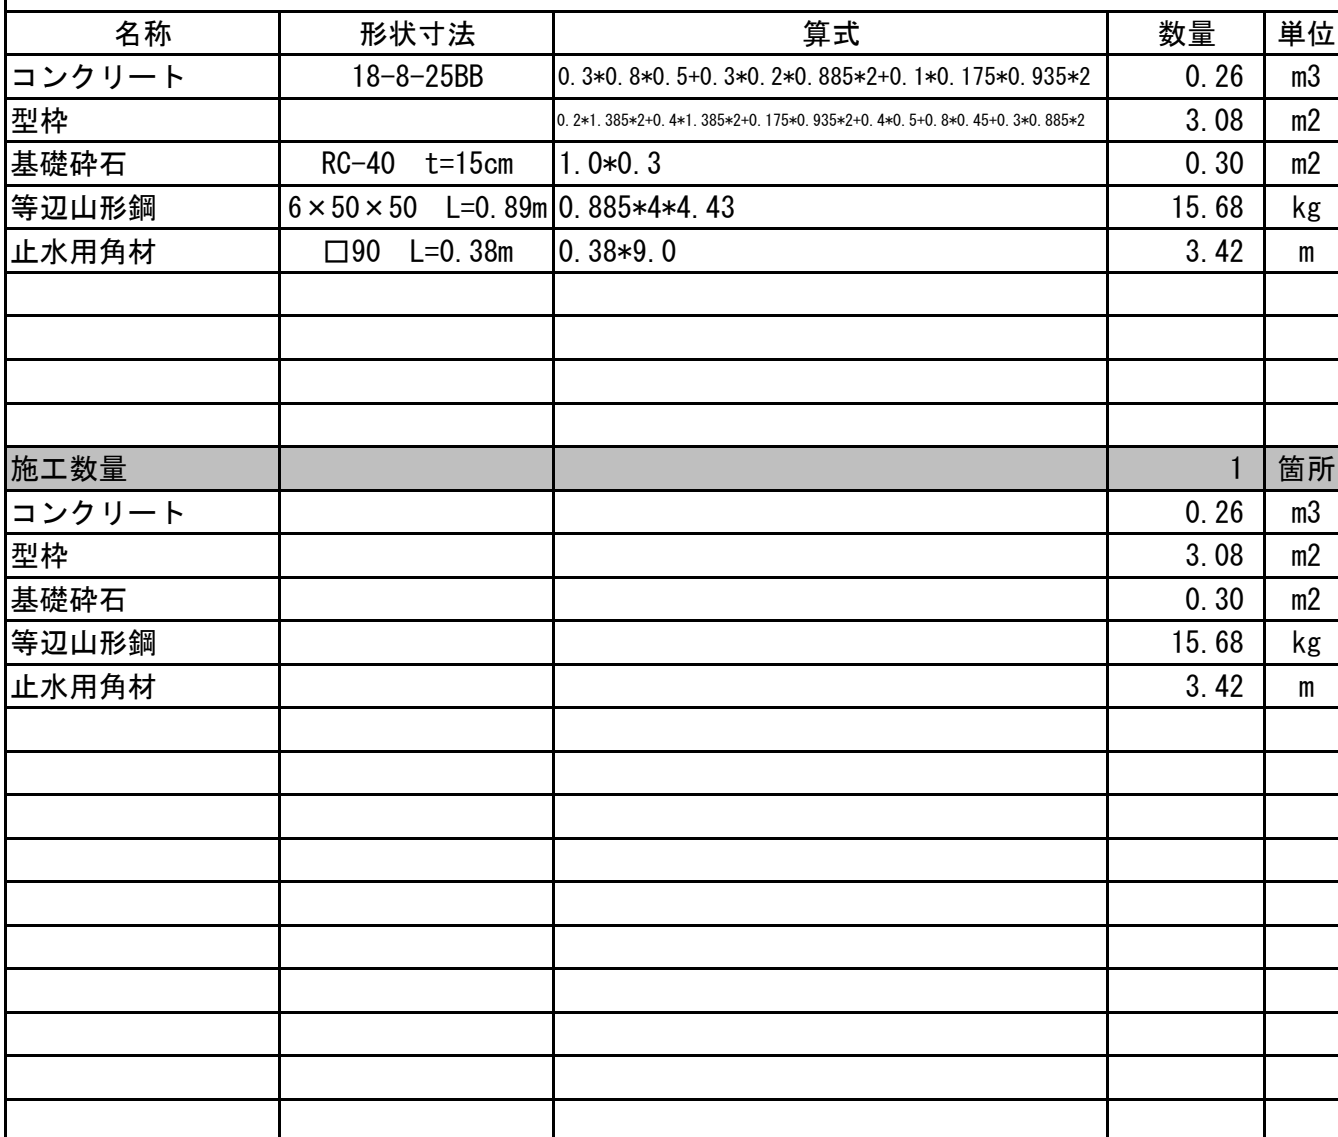 名称 形状寸法 算式 数量 単位
コンクリート 18-8-25BB 0.3*0.8*0.5+0.3*0.2*0.885*2+0.1*0.175*0.935*2 0.26 m3
型枠 0.2*1.385*2+0.4*1.385*2+0.175*0.935*2+0.4*0.5+0.8*0.45+0.3*0.885*2 3.08 m2
基礎砕石 RC-40 t=15cm 1.0*0.3 0.30 m2
等辺山形鋼 6×50×50 L=0.89m 0.885*4*4.43 15.68 kg
止水用角材 □90 L=0.38m 0.38*9.0 3.42 m
施工数量 1 箇所
コンクリート 0.26 m3
型枠 3.08 m2
基礎砕石 0.30 m2
等辺山形鋼 15.68 kg
止水用角材 3.42 m